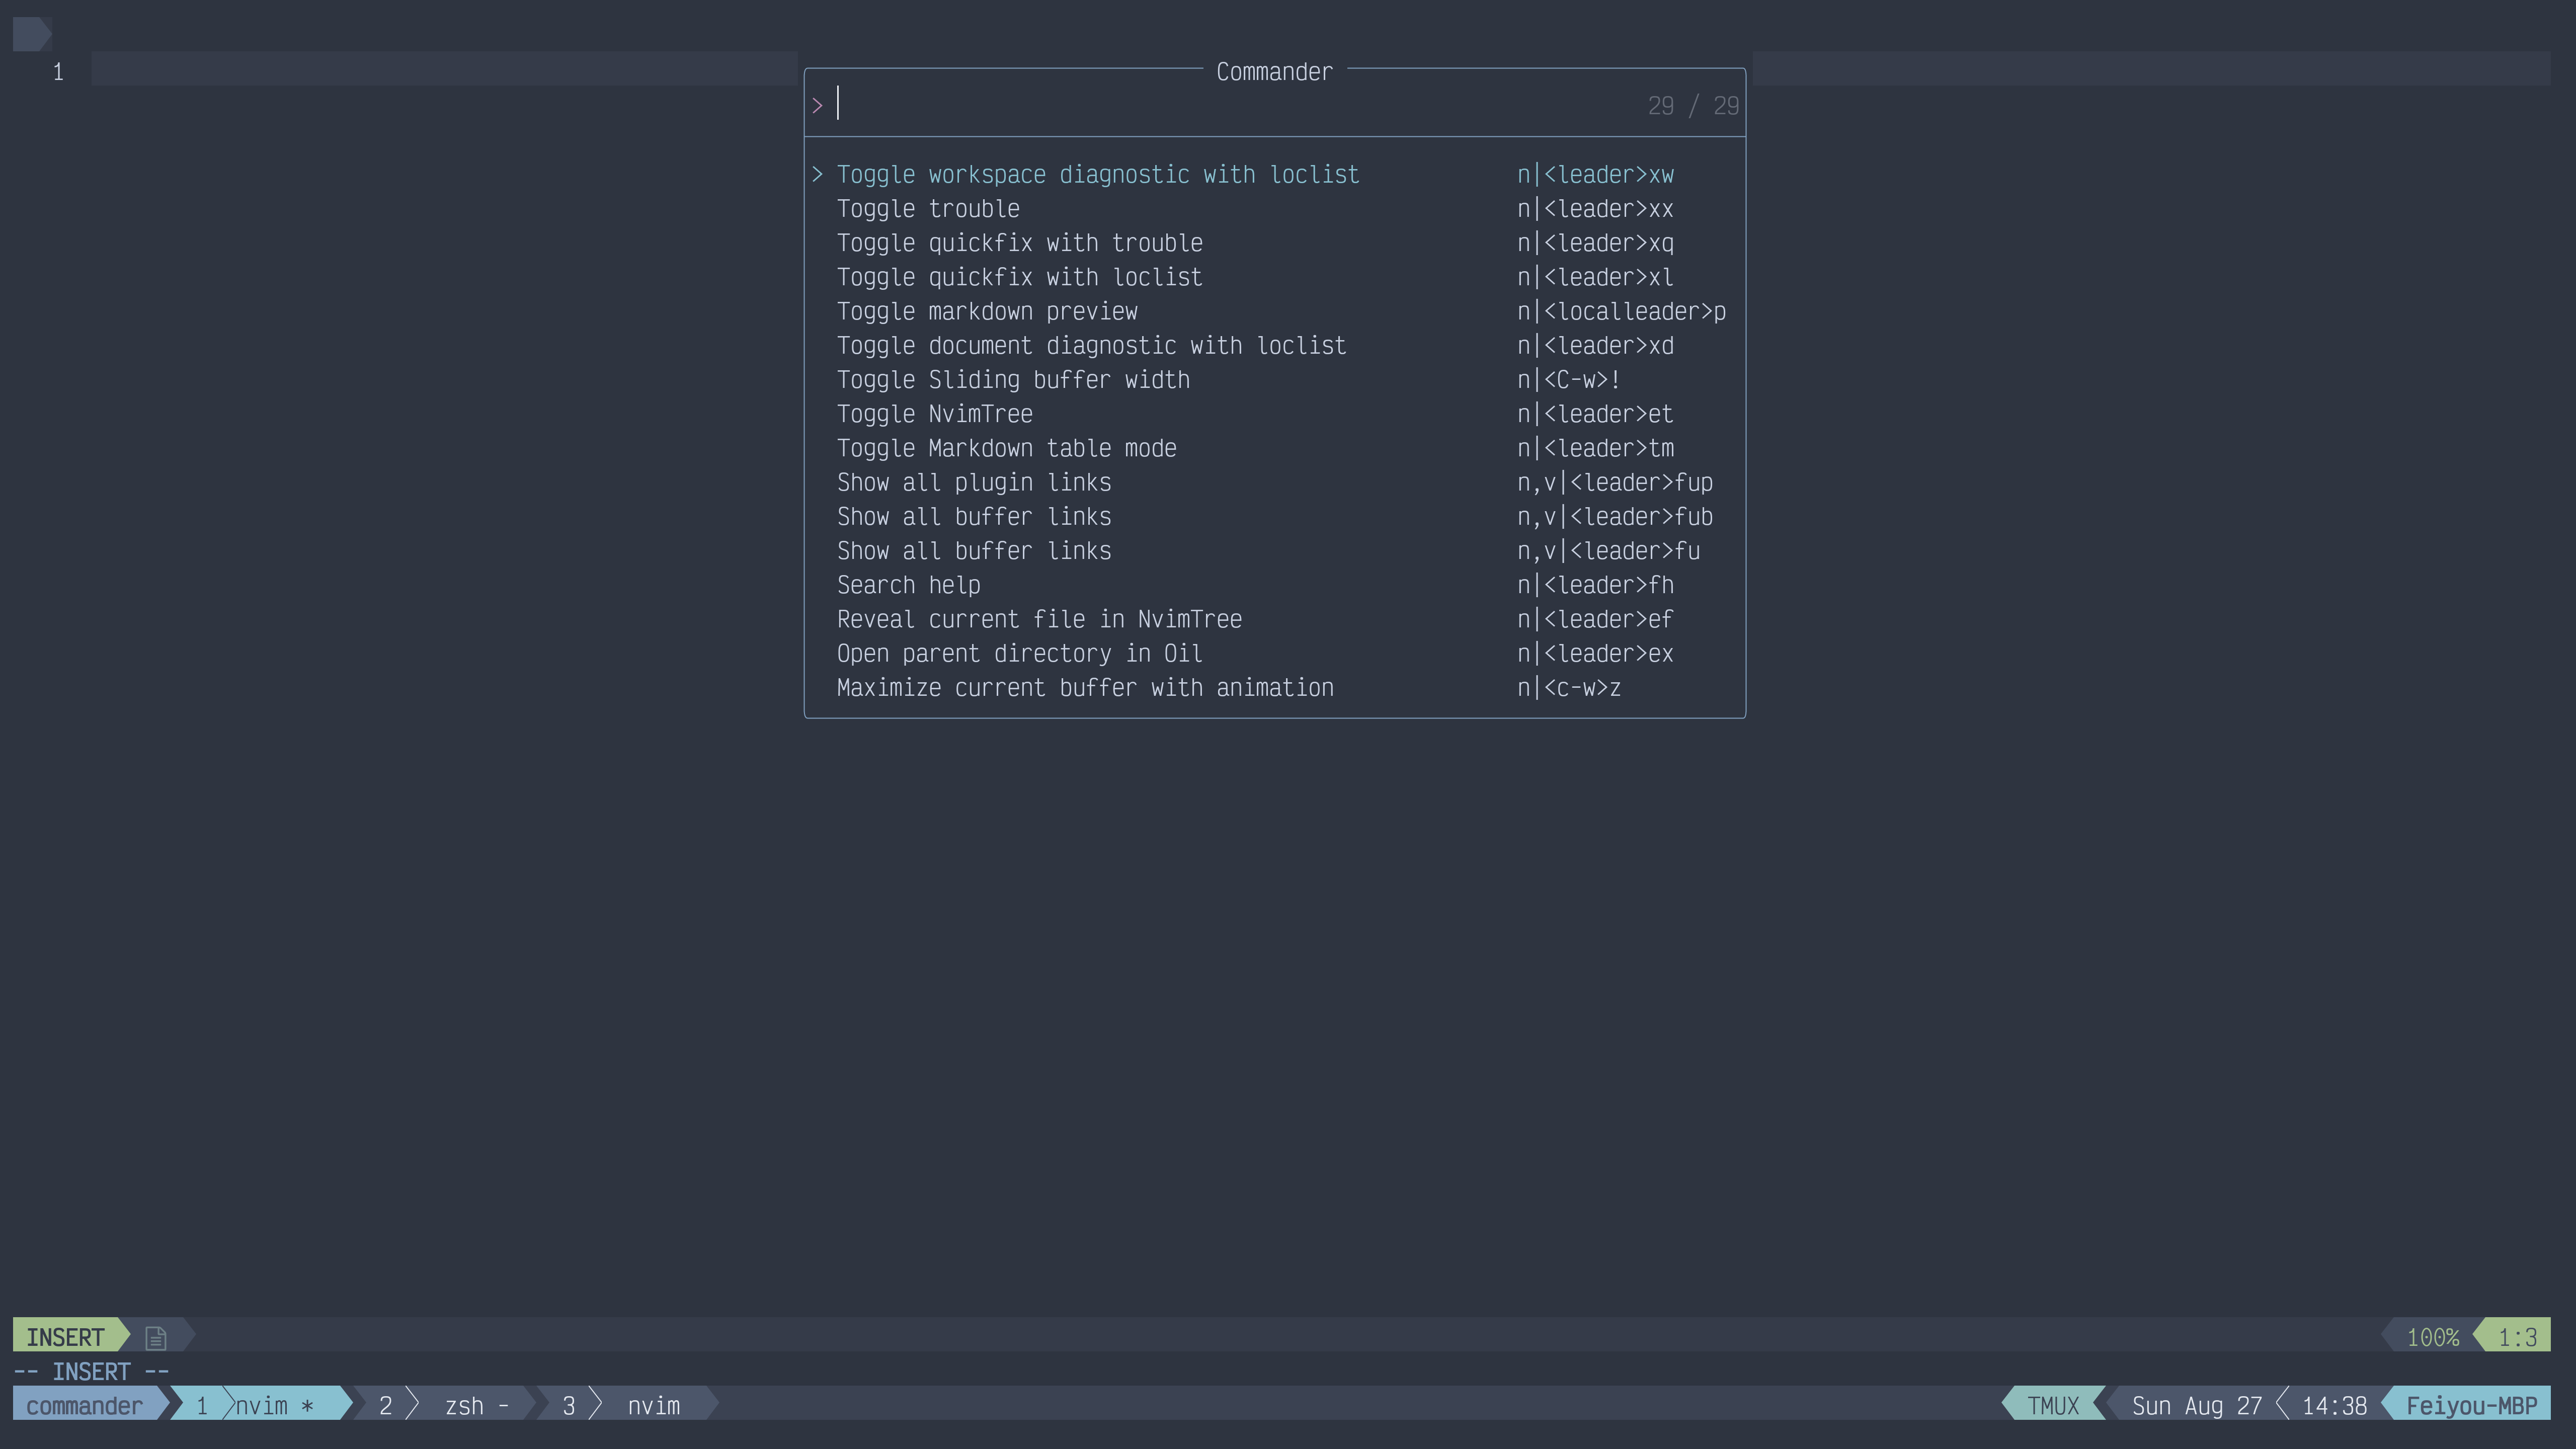 Commander
1
> 29 / 29
> Toggle workspace diagnostic with loclist n|<leader>xw
Toggle trouble n|<leader>xx
Toggle quickfix with trouble n|<leader>xq
Toggle quickfix with loclist n|<leader>xl
Toggle markdown preview n|<localleader>p
Toggle document diagnostic with loclist n|<leader>xd
Toggle Sliding buffer width n|<C-w>!
Toggle NvimTree n|<leader>et
Toggle Markdown table mode n|<leader>tm
Show all plugin links n,v|<leader>fup
Show all buffer links n,v|<leader>fub
Show all buffer links n,v|<leader>fu
Search help n|<leader>fh
Reveal current file in NvimTree n|<leader>ef
Open parent directory in Oil n|<leader>ex
Maximize current buffer with animation n|<c-w>z
INSERT 100% 1:3
-- INSERT --
commander 1 nvim * 2 zsh - 3 nvim TMUX Sun Aug 27 14:38 Feiyou-MBP